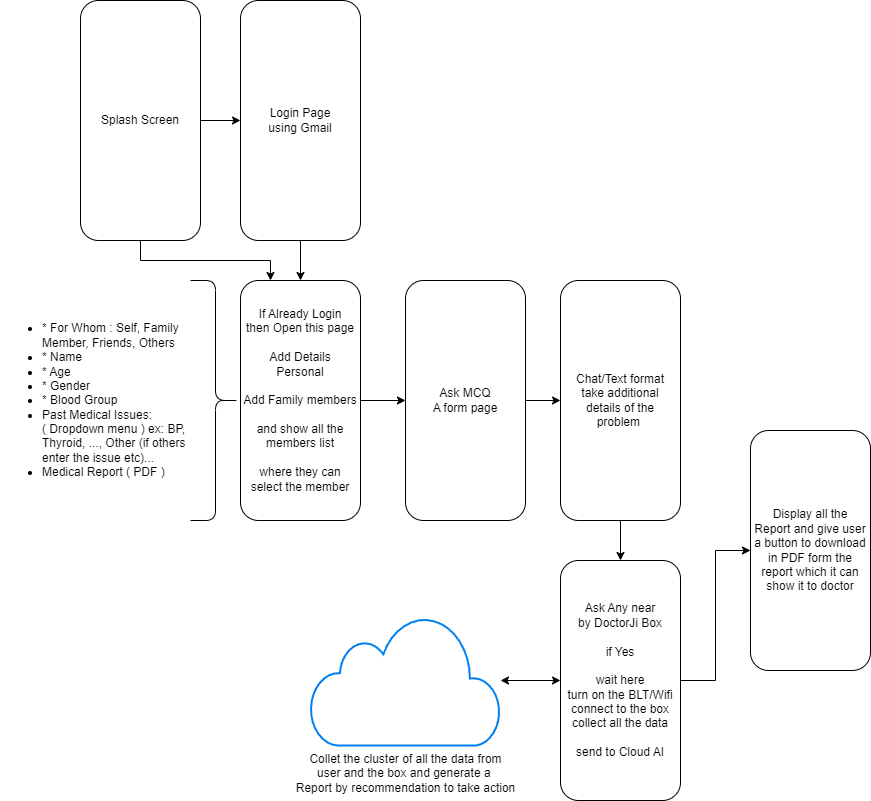 Splash Screen
Login Page
using Gmail
* For Whom : Self, Family
Member, Friends, Others
* Name
* Age
* Gender
* Blood Group
Past Medical Issues:
( Dropdown menu ) ex: BP,
Thyroid, ..., Other (if others
enter the issue etc)...
Medical Report ( PDF )
If Already Login
then Open this page
Add Details
Personal
Add Family members
and show all the
members list
where they can
select the member
Ask MCQ
A form page
Chat/Text format
take additional
details of the
problem
Ask Any near
by DoctorJi Box
if Yes
wait here
turn on the BLT/Wifi
connect to the box
collect all the data
send to Cloud AI
Display all the
Report and give user
a button to download
in PDF form the
report which it can
show it to doctor
Collet the cluster of all the data from
user and the box and generate a
Report by recommendation to take action